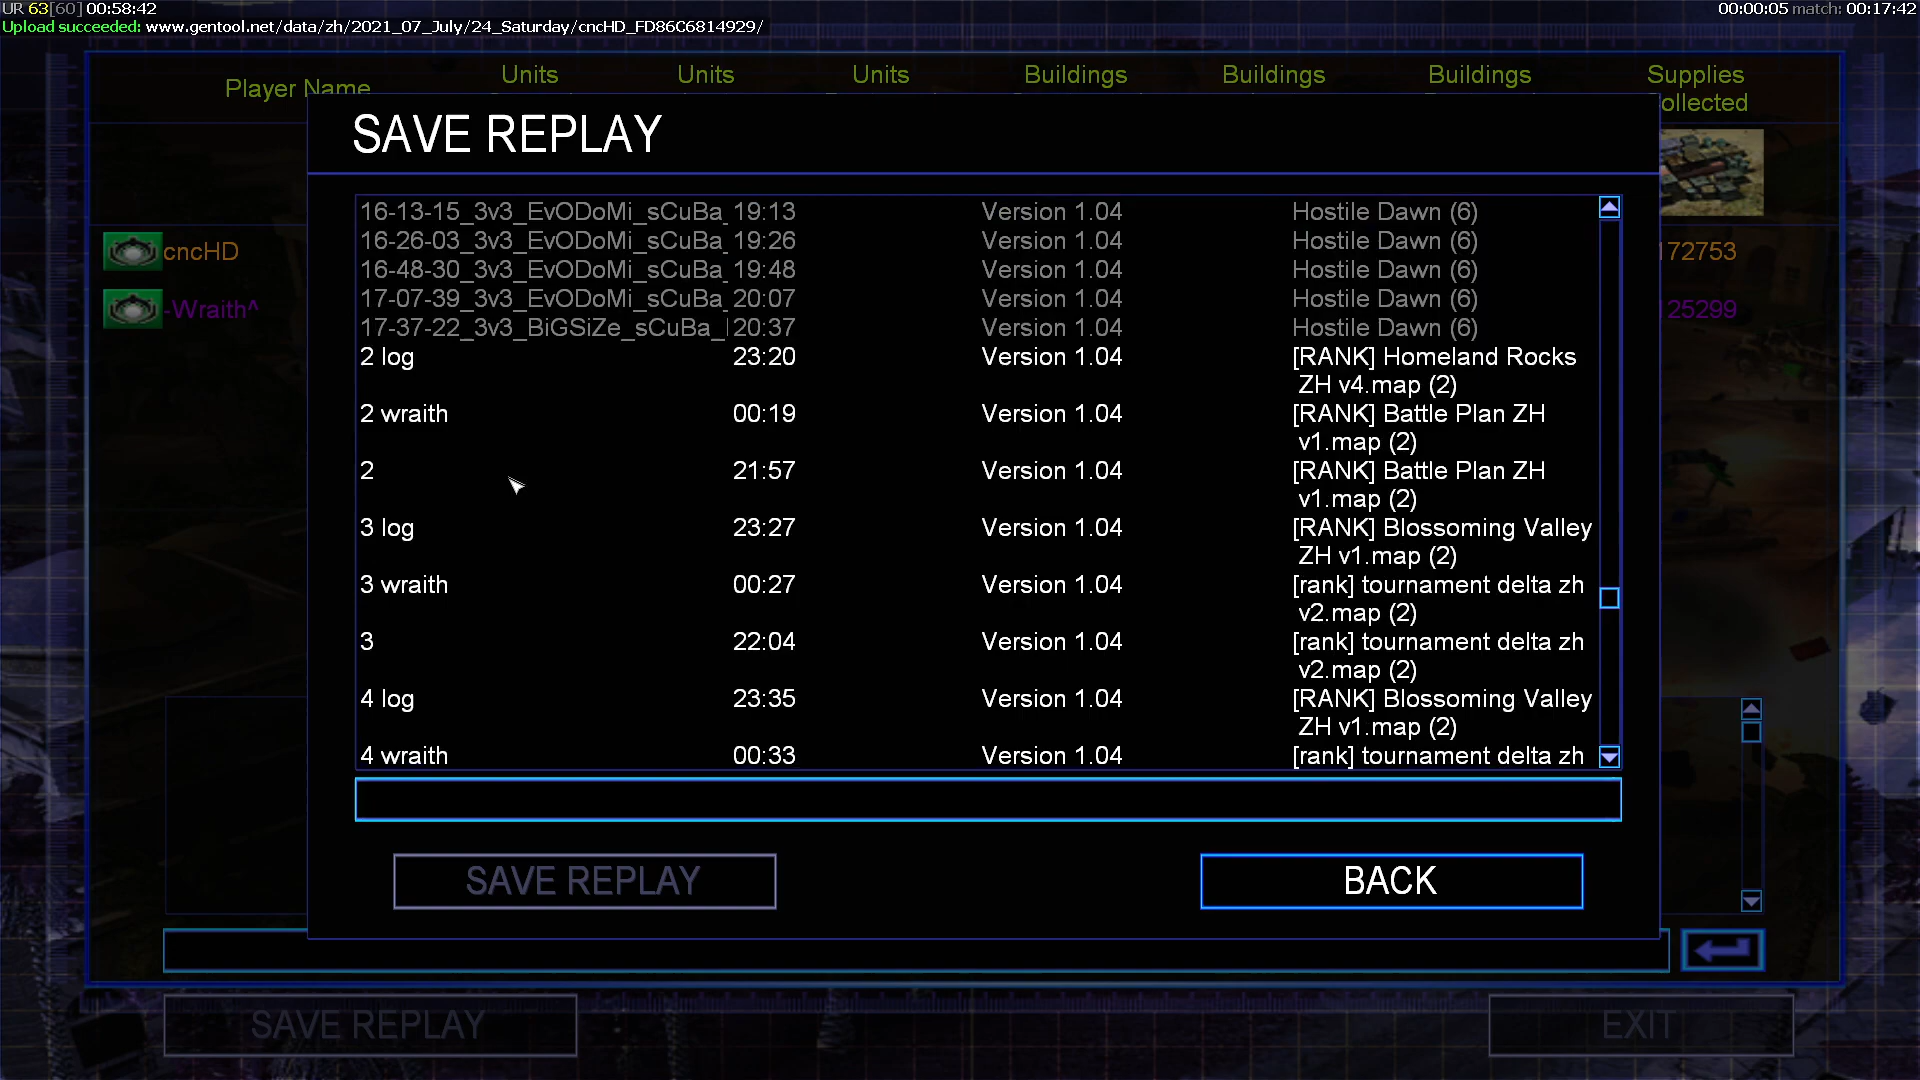 UR 63[60] 00:58:42
00:00:05 match: 00:17:42
Upload succeeded: www.gentool.net/data/zh/2021_07_July/24_Saturday/cncHD_FD86C6814929/
Player Name Units Units Units Buildings Buildings Buildings Supplies
ollected
SAVE REPLAY
16-13-15_3v3_EvODoMi_sCuBa_ 19:13 Version 1.04 Hostile Dawn (6)
16-26-03_3v3_EvODoMi_sCuBa_ 19:26 Version 1.04 Hostile Dawn (6)
16-48-30_3v3_EvODoMi_sCuBa_ 19:48 Version 1.04 Hostile Dawn (6)
17-07-39_3v3_EvODoMi_sCuBa_ 20:07 Version 1.04 Hostile Dawn (6)
17-37-22_3v3_BiGSiZe_sCuBa_ 20:37 Version 1.04 Hostile Dawn (6)
2 log 23:20 Version 1.04 [RANK] Homeland Rocks
ZH v4.map (2)
2 wraith 00:19 Version 1.04 [RANK] Battle Plan ZH
v1.map (2)
2 21:57 Version 1.04 [RANK] Battle Plan ZH
v1.map (2)
3 log 23:27 Version 1.04 [RANK] Blossoming Valley
ZH v1.map (2)
3 wraith 00:27 Version 1.04 [rank] tournament delta zh
v2.map (2)
3 22:04 Version 1.04 [rank] tournament delta zh
v2.map (2)
4 log 23:35 Version 1.04 [RANK] Blossoming Valley
ZH v1.map (2)
4 wraith 00:33 Version 1.04 [rank] tournament delta zh
cncHD 172753
-Wraith^ 125299
SAVE REPLAY BACK
SAVE REPLAY EXIT